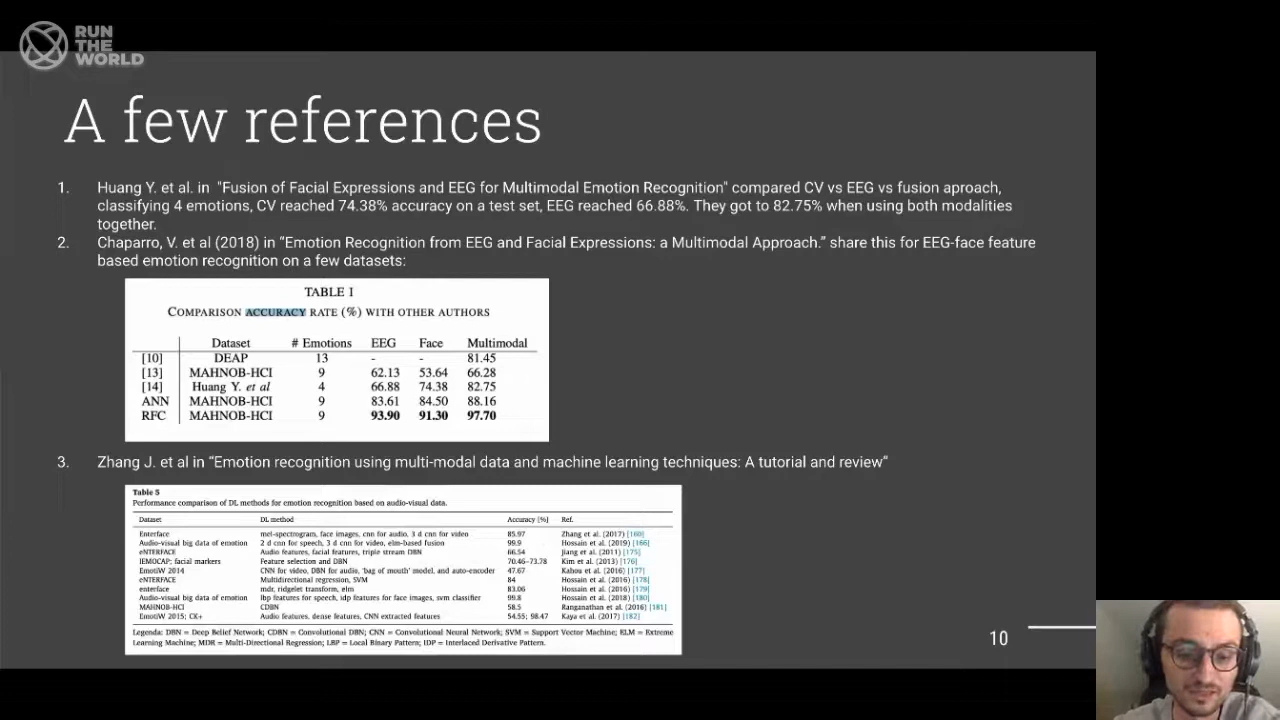 RUN
THE
WORLD
A few references
1. Huang Y. et al. in "Fusion of Facial Expressions and EEG for Multimodal Emotion Recognition" compared CV vs EEG vs fusion aproach,
classifying 4 emotions, CV reached 74.38% accuracy on a test set, EEG reached 66.88%. They got to 82.75% when using both modalities
together.
2. Chaparro, V. et al (2018) in “Emotion Recognition from EEG and Facial Expressions: a Multimodal Approach.” share this for EEG-face feature
based emotion recognition on a few datasets:
TABLE I
COMPARISON ACCURACY RATE (%) WITH OTHER AUTHORS
Dataset # Emotions EEG Face Multimodal
[10] DEAP 13 - - 81.45
[13] MAHNOB-HCI 9 62.13 53.64 66.28
[14] Huang Y. et al 4 66.88 74.38 82.75
ANN MAHNOB-HCI 9 83.61 84.50 88.16
RFC MAHNOB-HCI 9 93.90 91.30 97.70
3. Zhang J. et al in “Emotion recognition using multi-modal data and machine learning techniques: A tutorial and review”
Table 5
Performance comparison of DL methods for emotion recognition based on audio-visual data.
Dataset DL method Accuracy [%] Ref.
Enterface mel-spectrogram, face images, cnn for audio, 3 d cnn for video 85.97 Zhang et al. (2017) [160]
Audio-visual big data of emotion 2 d cnn for speech, 3 d cnn for video, elm-based fusion 99.9 Hossain et al. (2019) [166]
eNTERFACE Audio features, facial features, triple stream DBN 66.54 Jiang et al. (2011) [175]
IEMOCAP; facial markers Feature selection and DBN 70.46–73.78 Kim et al. (2013) [176]
EmotiW 2014 CNN for video, DBN for audio, 'bag of mouth' model, and auto-encoder 47.67 Kahou et al. (2016) [177]
eNTERFACE Multidirectional regression, SVM 84 Hossain et al. (2016) [178]
enterface mdr, ridgelet transform, elm 83.06 Hossain et al. (2016) [179]
Audio-visual big data of emotion lbp features for speech, idp features for face images, svm classifier 99.8 Hossain et al. (2018) [180]
MAHNOB-HCI CDBN 58.5 Ranganathan et al. (2016) [181]
EmotiW 2015; CK+ Audio features, dense features, CNN extracted features 54.55; 98.47 Kaya et al. (2017) [182]
Legenda: DBN = Deep Belief Network; CDBN = Convolutional DBN; CNN = Convolutional Neural Network; SVM = Support Vector Machine; ELM = Extreme
Learning Machine; MDR = Multi-Directional Regression; LBP = Local Binary Pattern; IDP = Interlaced Derivative Pattern.
10